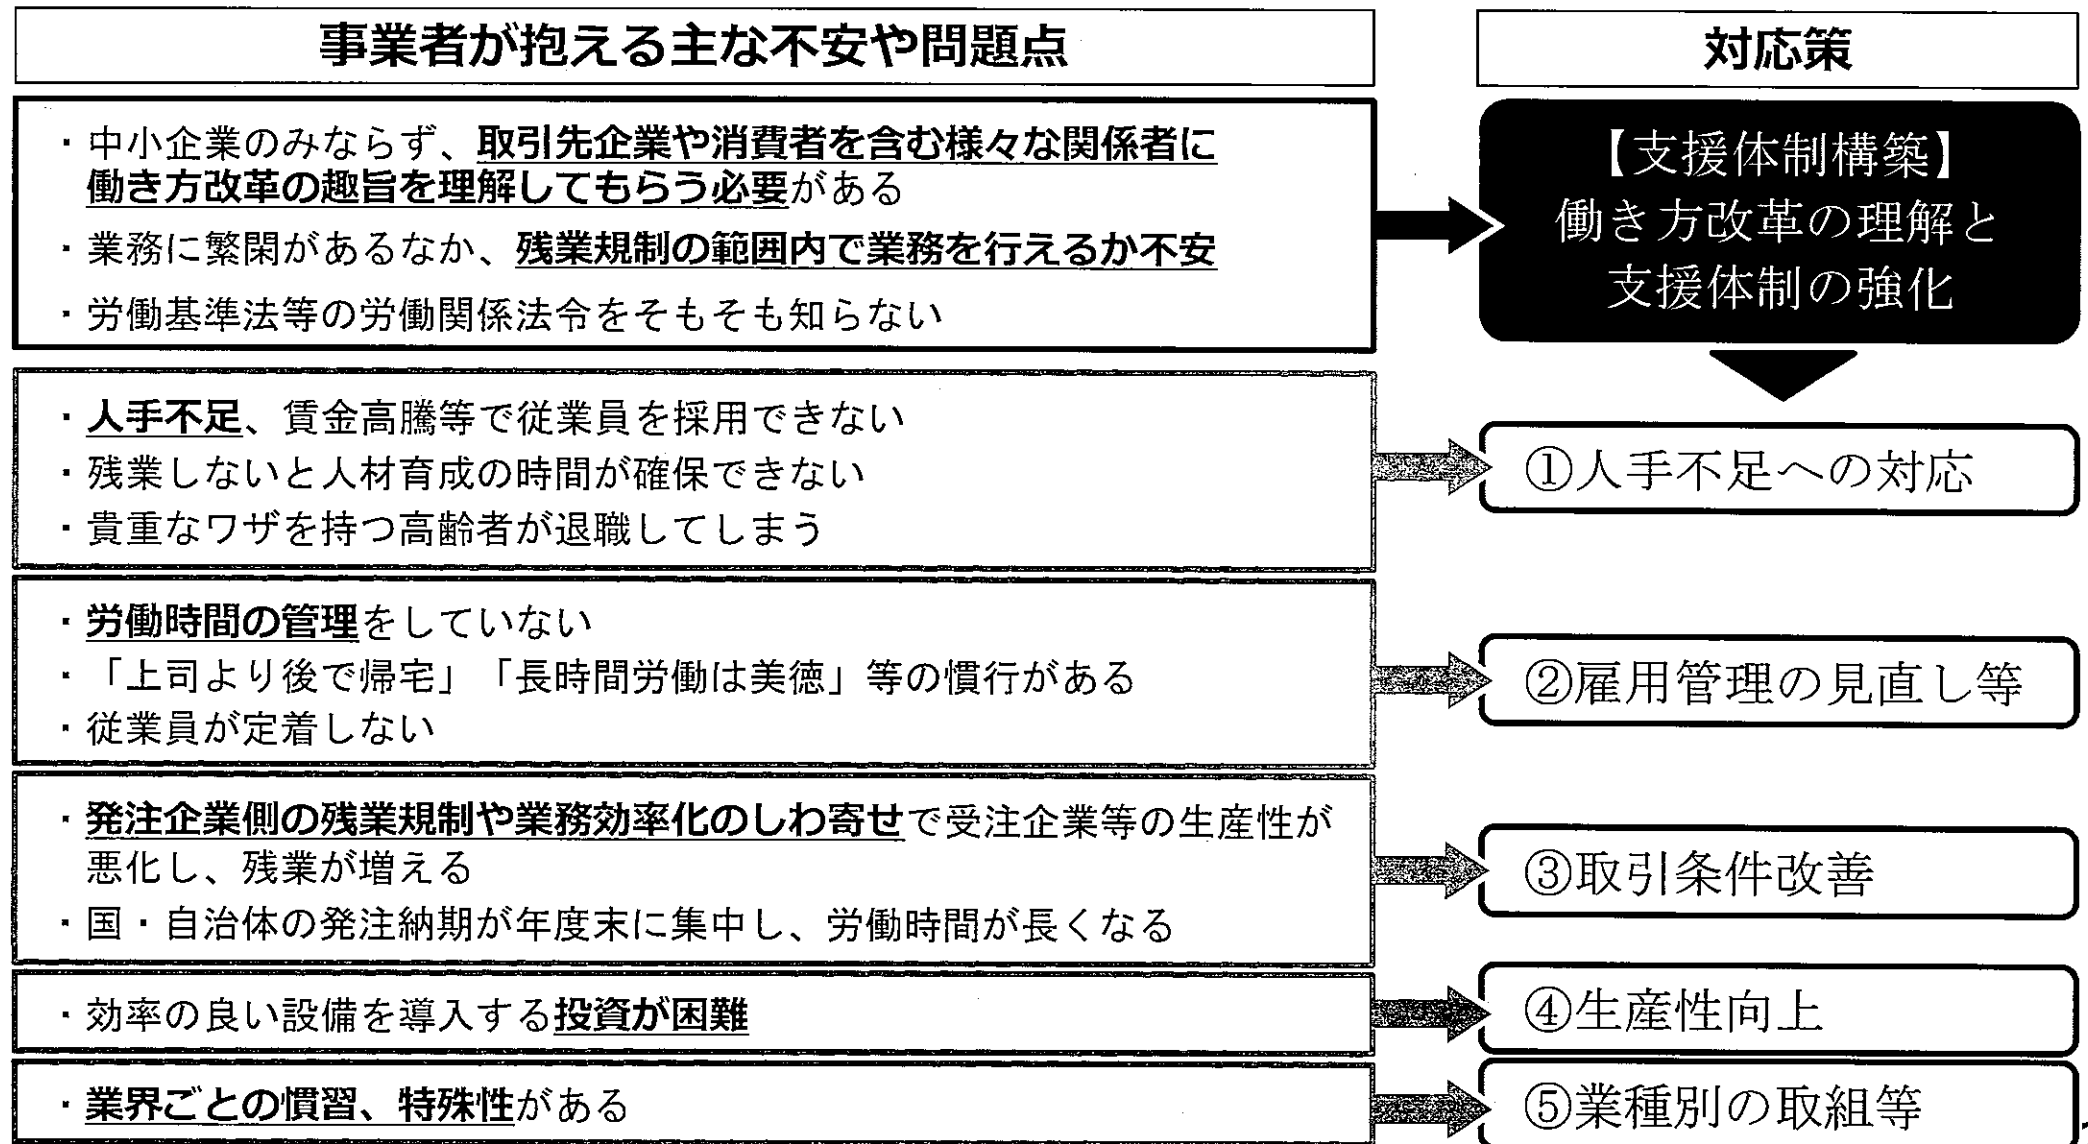 事業者が抱える主な不安や問題点
対応策
・中小企業のみならず、取引先企業や消費者を含む様々な関係者に
働き方改革の趣旨を理解してもらう必要がある
・業務に繁閑があるなか、残業規制の範囲内で業務を行えるか不安
・労働基準法等の労働関係法令をそもそも知らない
【支援体制構築】
働き方改革の理解と
支援体制の強化
・人手不足、賃金高騰等で従業員を採用できない
・残業しないと人材育成の時間が確保できない
・貴重なワザを持つ高齢者が退職してしまう
①人手不足への対応
・労働時間の管理をしていない
・「上司より後で帰宅」「長時間労働は美徳」等の慣行がある
・従業員が定着しない
②雇用管理の見直し等
・発注企業側の残業規制や業務効率化のしわ寄せで受注企業等の生産性が
悪化し、残業が増える
・国・自治体の発注納期が年度末に集中し、労働時間が長くなる
③取引条件改善
・効率の良い設備を導入する投資が困難
④生産性向上
・業界ごとの慣習、特殊性がある
⑤業種別の取組等